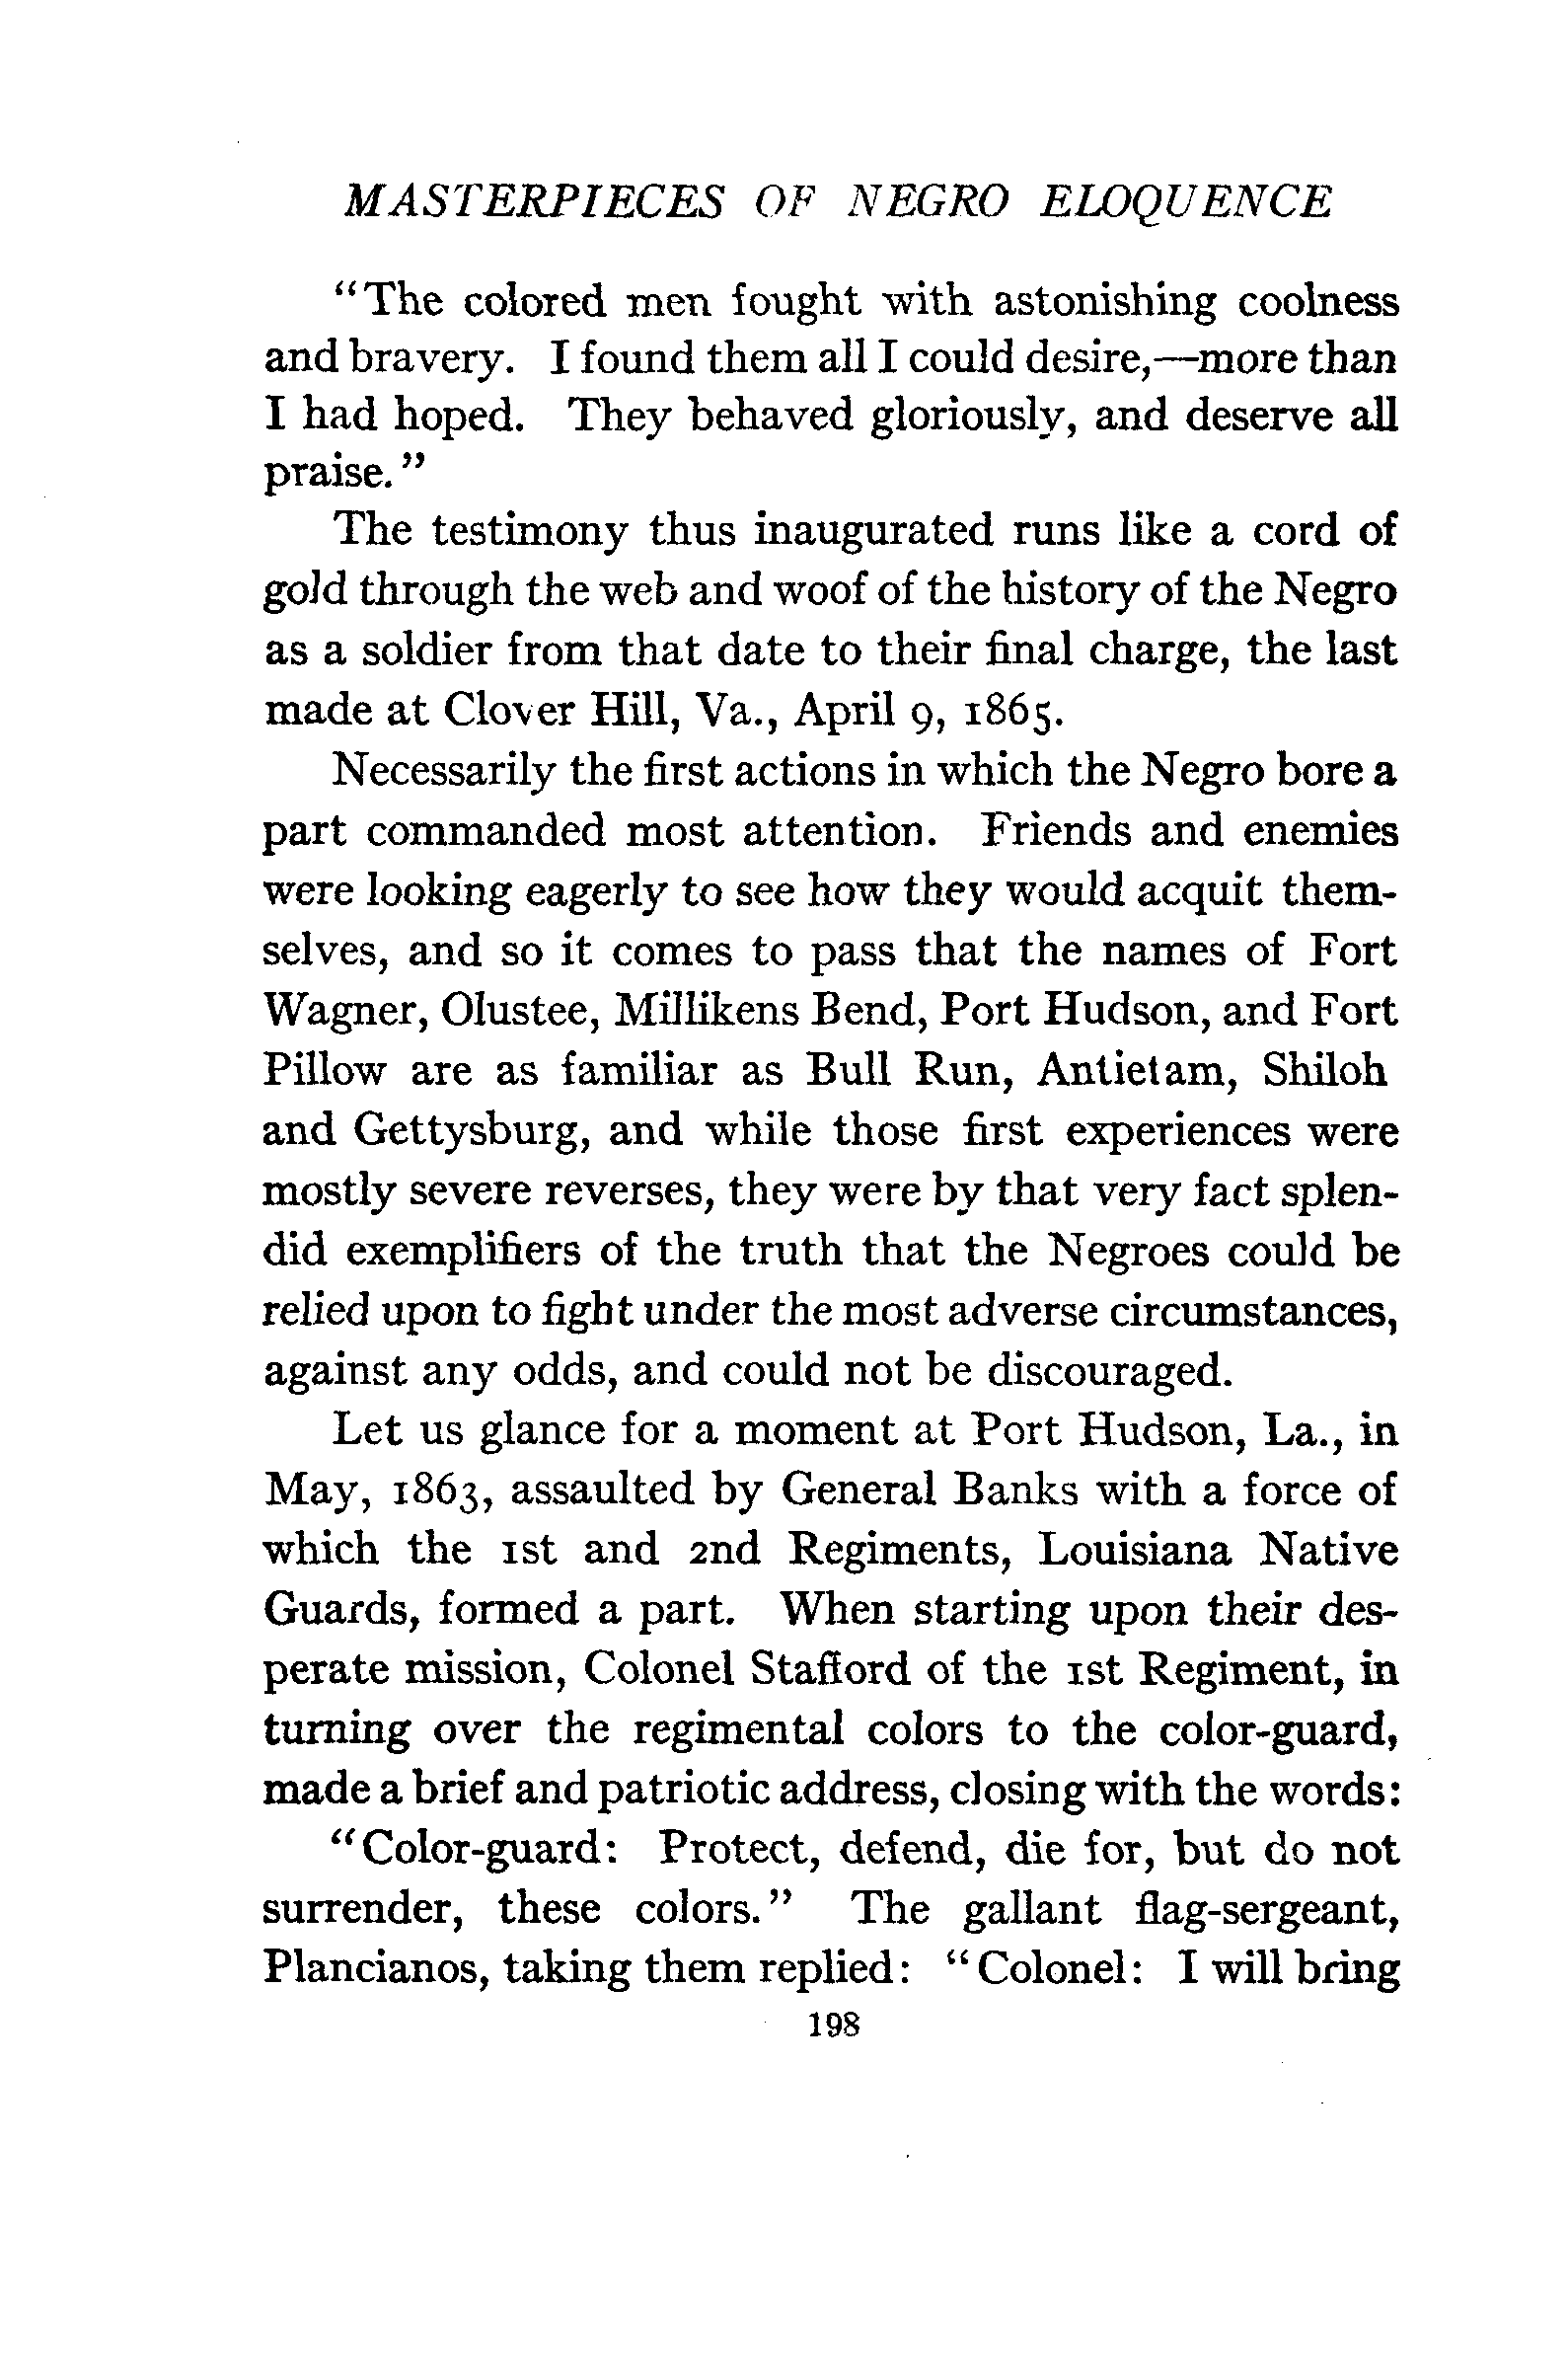 MASTERPIECES OF NEGRO ELOQUENCE
"The colored men fought with astonishing coolness
and bravery. I found them all I could desire,—more than
I had hoped. They behaved gloriously, and deserve all
praise."
The testimony thus inaugurated runs like a cord of
gold through the web and woof of the history of the Negro
as a soldier from that date to their final charge, the last
made at Clover Hill, Va., April 9, 1865.
Necessarily the first actions in which the Negro bore a
part commanded most attention. Friends and enemies
were looking eagerly to see how they would acquit them-
selves, and so it comes to pass that the names of Fort
Wagner, Olustee, Millikens Bend, Port Hudson, and Fort
Pillow are as familiar as Bull Run, Antietam, Shiloh
and Gettysburg, and while those first experiences were
mostly severe reverses, they were by that very fact splen-
did exemplifiers of the truth that the Negroes could be
relied upon to fight under the most adverse circumstances,
against any odds, and could not be discouraged.
Let us glance for a moment at Port Hudson, La., in
May, 1863, assaulted by General Banks with a force of
which the 1st and 2nd Regiments, Louisiana Native
Guards, formed a part. When starting upon their des-
perate mission, Colonel Stafford of the 1st Regiment, in
turning over the regimental colors to the color-guard,
made a brief and patriotic address, closing with the words:
"Color-guard: Protect, defend, die for, but do not
surrender, these colors." The gallant flag-sergeant,
Plancianos, taking them replied: "Colonel: I will bring
198